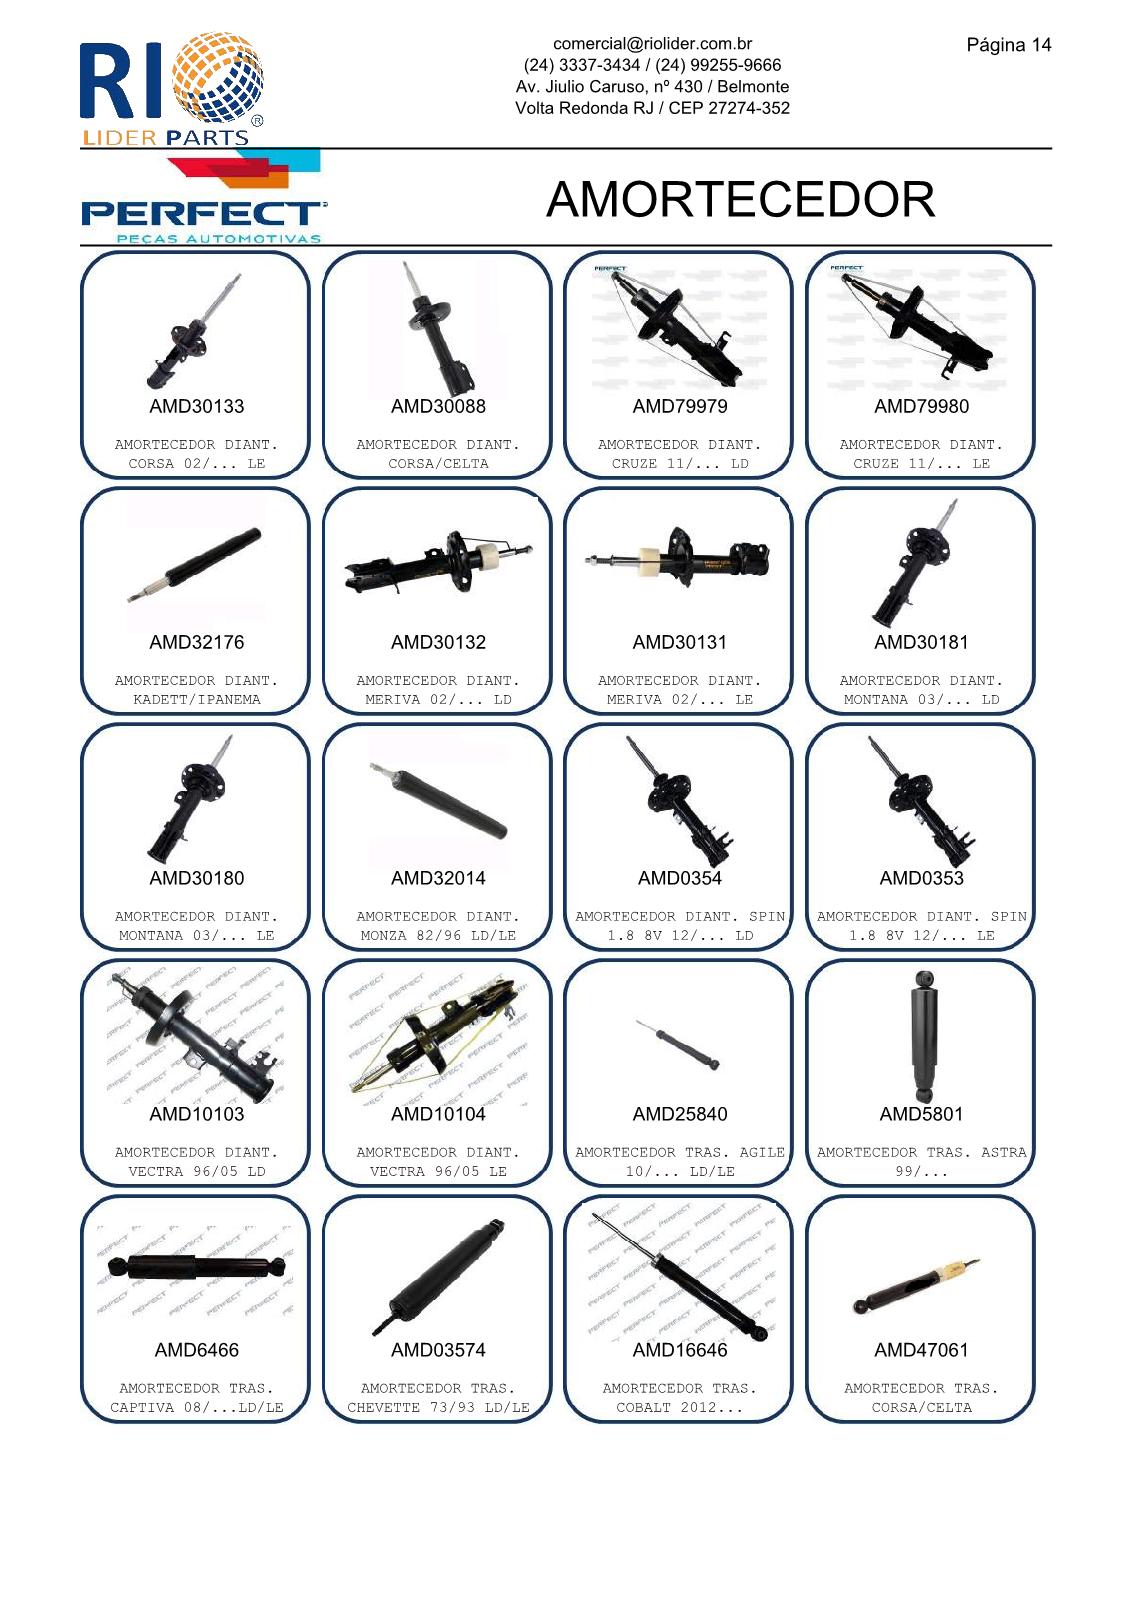 RIO
LIDER PARTS
®
comercial@riolider.com.br
(24) 3337-3434 / (24) 99255-9666
Av. Jiulio Caruso, nº 430 / Belmonte
Volta Redonda RJ / CEP 27274-352
Página 14
PERFECT
PEÇAS AUTOMOTIVAS
AMORTECEDOR
AMD30133
AMORTECEDOR DIANT.
CORSA 02/... LE
AMD30088
AMORTECEDOR DIANT.
CORSA/CELTA
PERFECT
AMD79979
AMORTECEDOR DIANT.
CRUZE 11/... LD
PERFECT
AMD79980
AMORTECEDOR DIANT.
CRUZE 11/... LE
AMD32176
AMORTECEDOR DIANT.
KADETT/IPANEMA
AMD30132
AMORTECEDOR DIANT.
MERIVA 02/... LD
AMD30131
AMORTECEDOR DIANT.
MERIVA 02/... LE
AMD30181
AMORTECEDOR DIANT.
MONTANA 03/... LD
AMD30180
AMORTECEDOR DIANT.
MONTANA 03/... LE
AMD32014
AMORTECEDOR DIANT.
MONZA 82/96 LD/LE
AMD0354
AMORTECEDOR DIANT. SPIN
1.8 8V 12/... LD
AMD0353
AMORTECEDOR DIANT. SPIN
1.8 8V 12/... LE
PERFECT
AMD10103
AMORTECEDOR DIANT.
VECTRA 96/05 LD
PERFECT
AMD10104
AMORTECEDOR DIANT.
VECTRA 96/05 LE
AMD25840
AMORTECEDOR TRAS. AGILE
10/... LD/LE
AMD5801
AMORTECEDOR TRAS. ASTRA
99/...
PERFECT
AMD6466
AMORTECEDOR TRAS.
CAPTIVA 08/...LD/LE
AMD03574
AMORTECEDOR TRAS.
CHEVETTE 73/93 LD/LE
PERFECT
AMD16646
AMORTECEDOR TRAS.
COBALT 2012...
AMD47061
AMORTECEDOR TRAS.
CORSA/CELTA